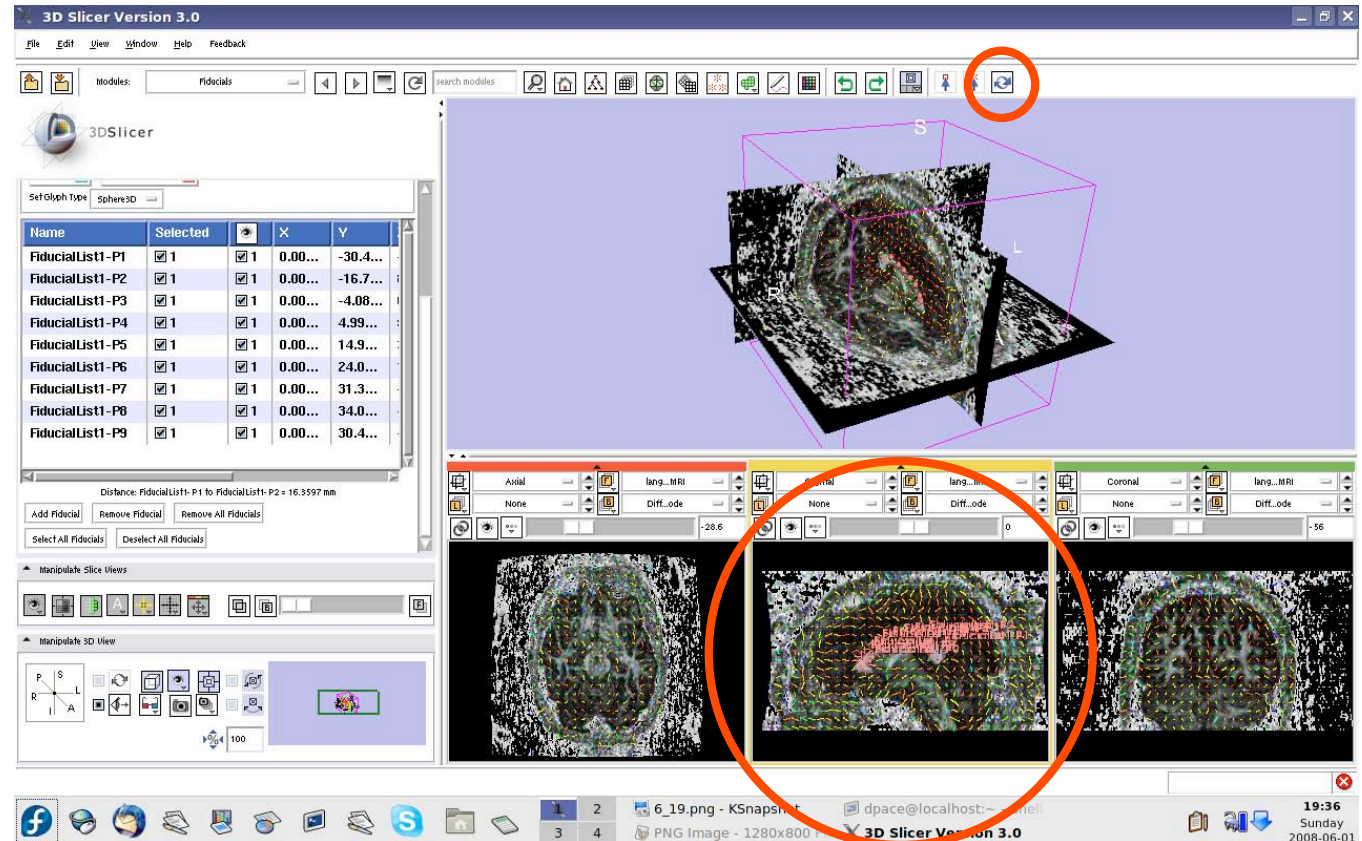 3D Slicer Version 3.0
File Edit View Window Help Feedback
Modules: Fiducials search modules
3DSlicer
Set Glyph Type Sphere3D
Name Selected X Y
FiducialList1-P1 1 1 0.00... -30.4...
FiducialList1-P2 1 1 0.00... -16.7...
FiducialList1-P3 1 1 0.00... -4.08...
FiducialList1-P4 1 1 0.00... 4.99...
FiducialList1-P5 1 1 0.00... 14.9...
FiducialList1-P6 1 1 0.00... 24.0...
FiducialList1-P7 1 1 0.00... 31.3...
FiducialList1-P8 1 1 0.00... 34.0...
FiducialList1-P9 1 1 0.00... 30.4...
Distance: FiducialList1- P1 to FiducialList1- P2 = 16.3597 mm
Add Fiducial Remove Fiducial Remove All Fiducials
Select All Fiducials Deselect All Fiducials
Manipulate Slice Views
Manipulate 3D View
P S
R L
I A
100
S
L
R
A
Axial lang...MRI
None Diff...ode
-28.6
None Diff...ode
0
Coronal lang...MRI
None Diff...ode
-56
1 2 6_19.png - KSnapshot dpace@localhost:~
3 4 PNG Image - 1280x800 3D Slicer Version 3.0
19:36
Sunday
2008-06-01